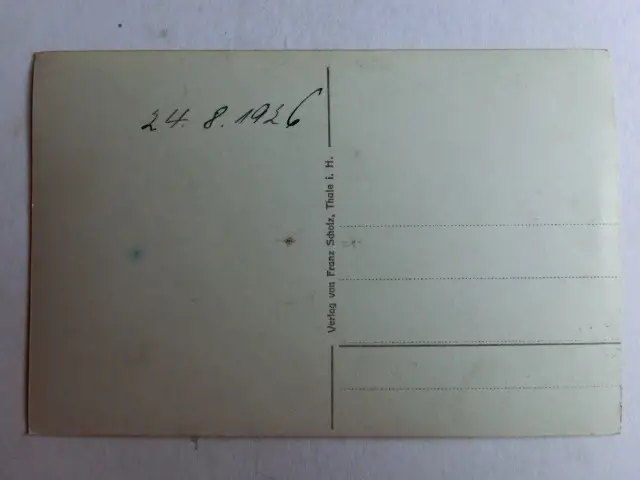 24. 8. 1926
Verlag von Franz Scholz, Thale i. H.